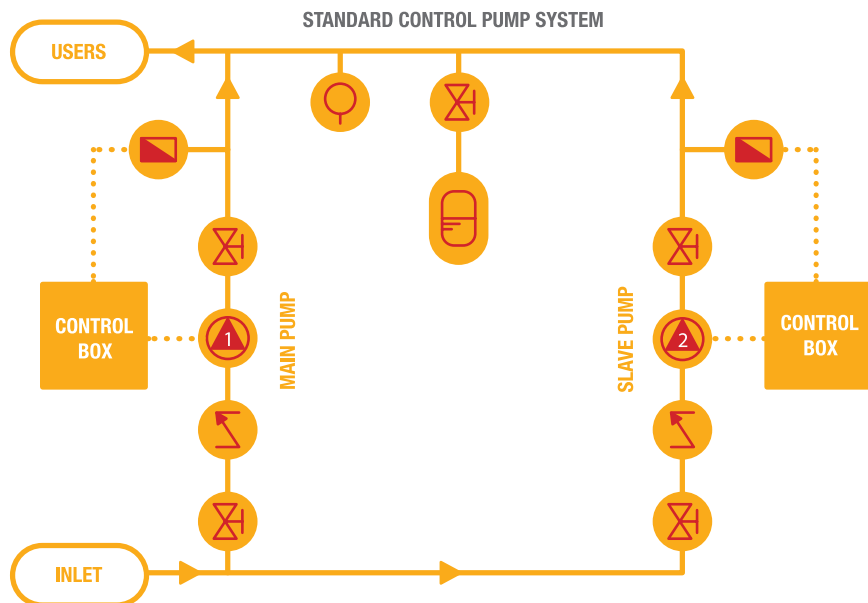 STANDARD CONTROL PUMP SYSTEM
USERS
CONTROL
BOX
1
MAIN PUMP
SLAVE PUMP
2
CONTROL
BOX
INLET